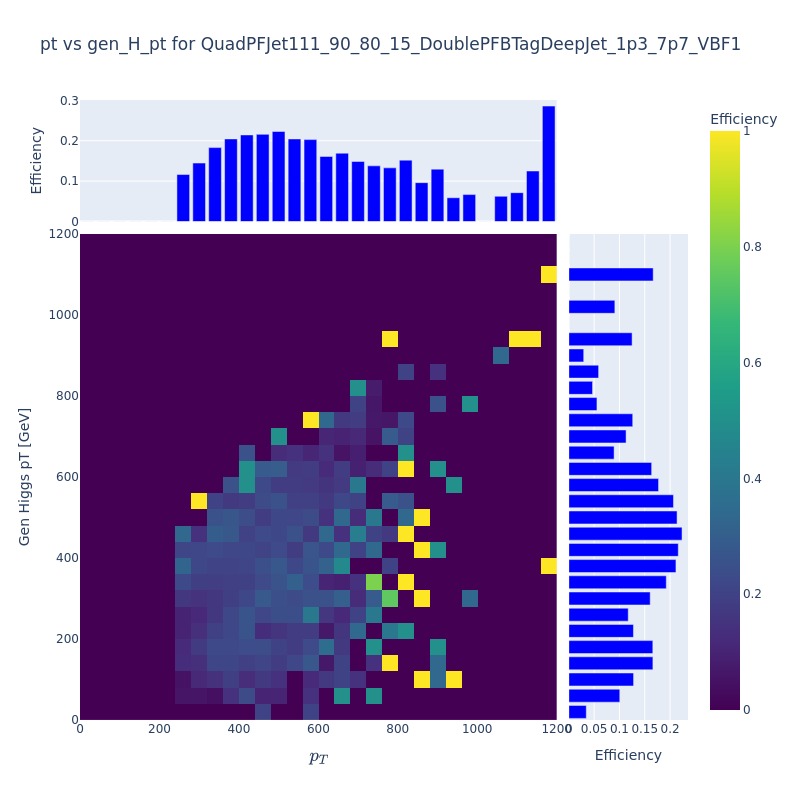 pt vs gen_H_pt for QuadPFJet111_90_80_15_DoublePFBTagDeepJet_1p3_7p7_VBF1
Efficiency
0.3
0.2
0.1
0
Efficiency
1
0.8
0.6
0.4
0.2
0
Gen Higgs pT [GeV]
1200
1000
800
600
400
200
0
0 200 400 600 800 1000 1200
0 0.05 0.1 0.15 0.2
p_T
Efficiency